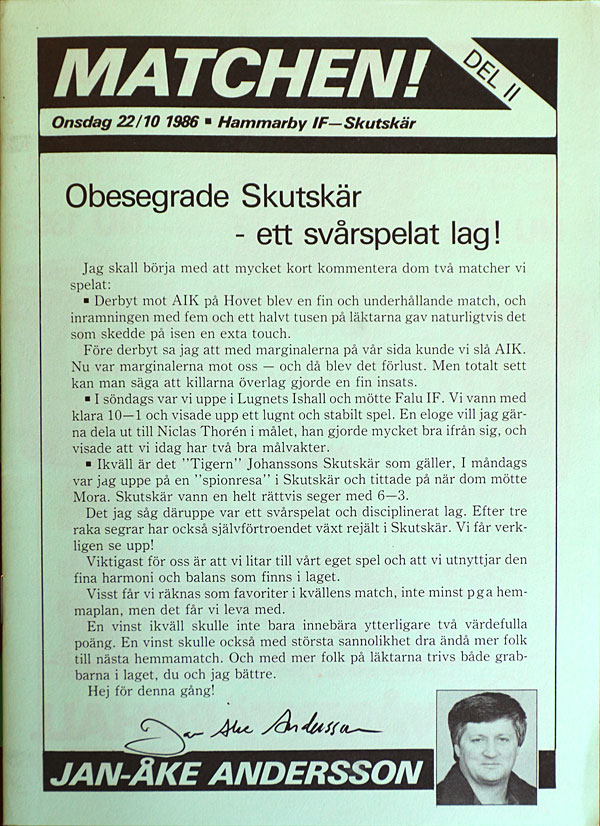 MATCHEN!
DEL II
Onsdag 22/10 1986 ▪ Hammarby IF—Skutskär
Obesegrade Skutskär
- ett svårspelat lag!
Jag skall börja med att mycket kort kommentera dom två matcher vi
spelat:
▪ Derbyt mot AIK på Hovet blev en fin och underhållande match, och
inramningen med fem och ett halvt tusen på läktarna gav naturligtvis det
som skedde på isen en exta touch.
Före derbyt sa jag att med marginalerna på vår sida kunde vi slå AIK.
Nu var marginalerna mot oss — och då blev det förlust. Men totalt sett
kan man säga att killarna överlag gjorde en fin insats.
▪ I söndags var vi uppe i Lugnets Ishall och mötte Falu IF. Vi vann med
klara 10—1 och visade upp ett lugnt och stabilt spel. En eloge vill jag gär-
na dela ut till Niclas Thorén i målet, han gjorde mycket bra ifrån sig, och
visade att vi idag har två bra målvakter.
▪ Ikväll är det ”Tigern” Johanssons Skutskär som gäller, I måndags
var jag uppe på en ”spionresa” i Skutskär och tittade på när dom mötte
Mora. Skutskär vann en helt rättvis seger med 6—3.
Det jag såg däruppe var ett svårspelat och disciplinerat lag. Efter tre
raka segrar har också självförtroendet växt rejält i Skutskär. Vi får verk-
ligen se upp!
Viktigast för oss är att vi litar till vårt eget spel och att vi utnyttjar den
fina harmoni och balans som finns i laget.
Visst får vi räknas som favoriter i kvällens match, inte minst p g a hem-
maplan, men det får vi leva med.
En vinst ikväll skulle inte bara innebära ytterligare två värdefulla
poäng. En vinst skulle också med största sannolikhet dra ändå mer folk
till nästa hemmamatch. Och med mer folk på läktarna trivs både grab-
barna i laget, du och jag bättre.
Hej för denna gång!
Jan Åke Andersson
JAN-ÅKE ANDERSSON